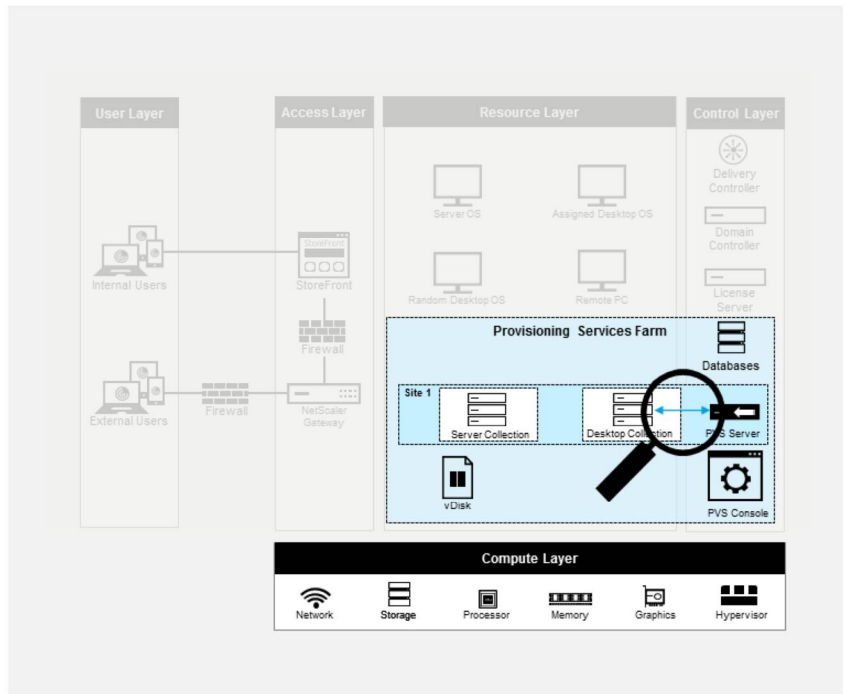 User Layer
Access Layer
Resource Layer
Control Layer
Delivery
Controller
Server OS
Assigned Desktop OS
Domain
Controller
StoreFront
Internal Users
StoreFront
Random Desktop OS
Remote PC
License
Server
Firewall
Provisioning Services Farm
Databases
Site 1
External Users
Firewall
NetScaler
Gateway
Server Collection
Desktop Collection
PVS Server
vDisk
PVS Console
Compute Layer
Network
Storage
Processor
Memory
Graphics
Hypervisor